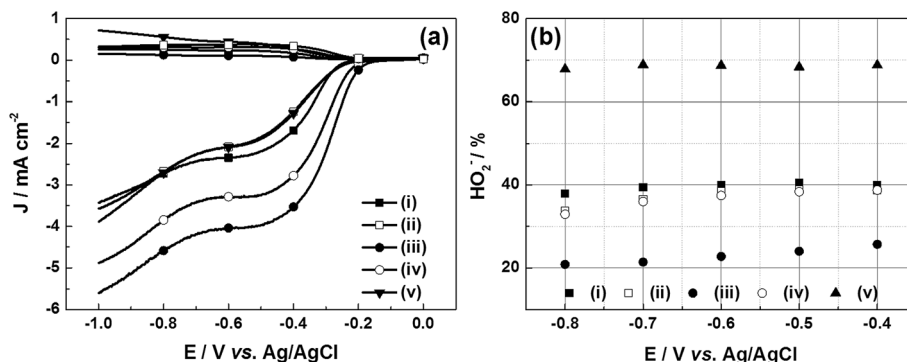 (a)
1
0
-1
-2
-3
-4
-5
-6
J / mA cm⁻²
(i)
(ii)
(iii)
(iv)
(v)
-1.0 -0.8 -0.6 -0.4 -0.2 0.0
E / V vs. Ag/AgCl
(b)
80
60
40
20
HO₂⁻ / %
(i) (ii) (iii) (iv) (v)
-0.8 -0.7 -0.6 -0.5 -0.4
E / V vs. Ag/AgCl